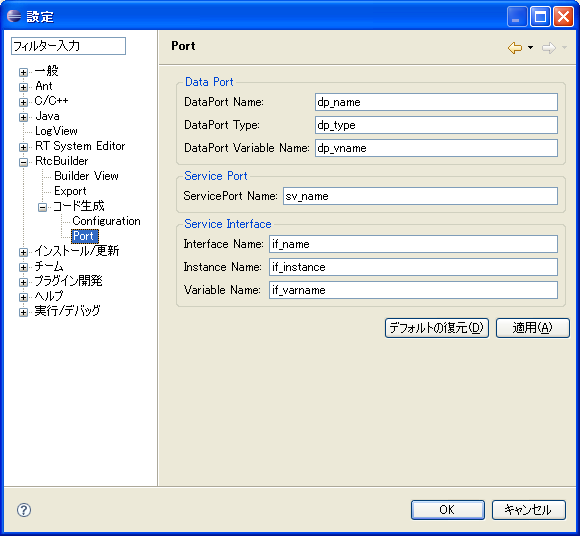 設定
フィルター入力
一般
Ant
C/C++
Java
LogView
RT System Editor
RtcBuilder
Builder View
Export
コード生成
Configuration
Port
インストール/更新
チーム
プラグイン開発
ヘルプ
実行/デバッグ
Port
Data Port
DataPort Name: dp_name
DataPort Type: dp_type
DataPort Variable Name: dp_vname
Service Port
ServicePort Name: sv_name
Service Interface
Interface Name: if_name
Instance Name: if_instance
Variable Name: if_varname
デフォルトの復元(D) 適用(A)
? OK キャンセル